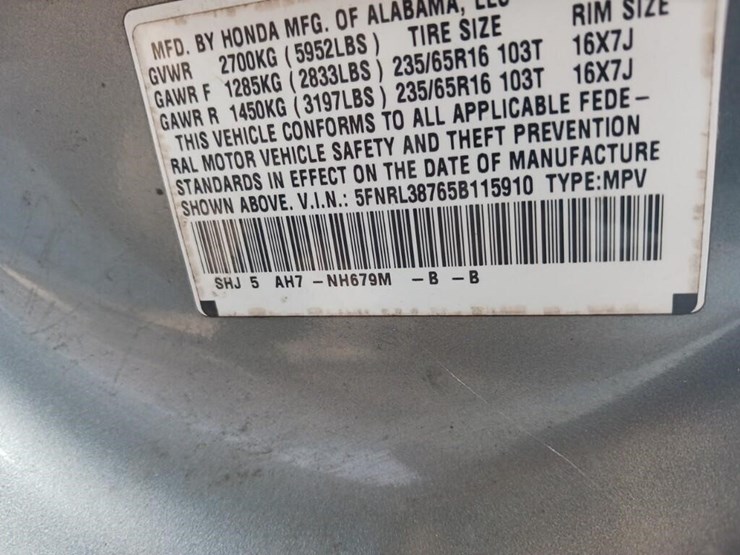 MFD. BY HONDA MFG. OF ALABAMA, LLC
GVWR 2700KG (5952LBS) TIRE SIZE RIM SIZE
GAWR F 1285KG (2833LBS) 235/65R16 103T 16X7J
GAWR R 1450KG (3197LBS) 235/65R16 103T 16X7J
THIS VEHICLE CONFORMS TO ALL APPLICABLE FEDE-
RAL MOTOR VEHICLE SAFETY AND THEFT PREVENTION
STANDARDS IN EFFECT ON THE DATE OF MANUFACTURE
SHOWN ABOVE. V.I.N.: 5FNRL38765B115910 TYPE:MPV
SHJ 5 AH7 -NH679M -B -B